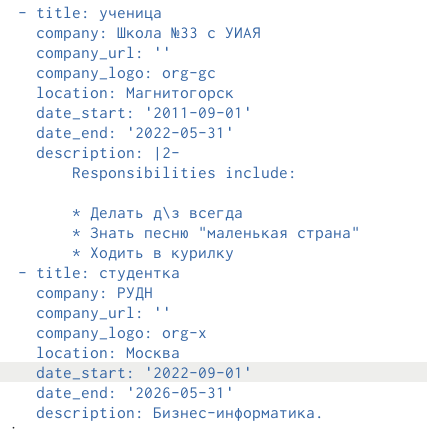 - title: ученица
company: Школа №33 с УИАЯ
company_url: ''
company_logo: org-gc
location: Магнитогорск
date_start: '2011-09-01'
date_end: '2022-05-31'
description: |2-
Responsibilities include:
* Делать д\з всегда
* Знать песню "маленькая страна"
* Ходить в курилку
- title: студентка
company: РУДН
company_url: ''
company_logo: org-x
location: Москва
date_start: '2022-09-01'
date_end: '2026-05-31'
description: Бизнес-информатика.